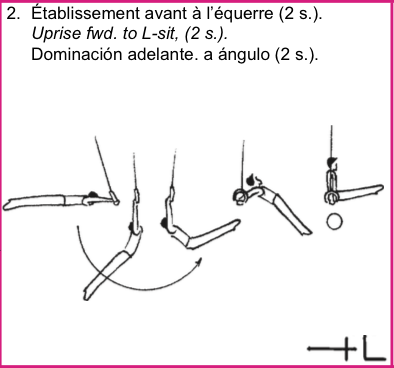 2. Établissement avant à l'équerre (2 s.).
Uprise fwd. to L-sit, (2 s.).
Dominación adelante. a ángulo (2 s.).